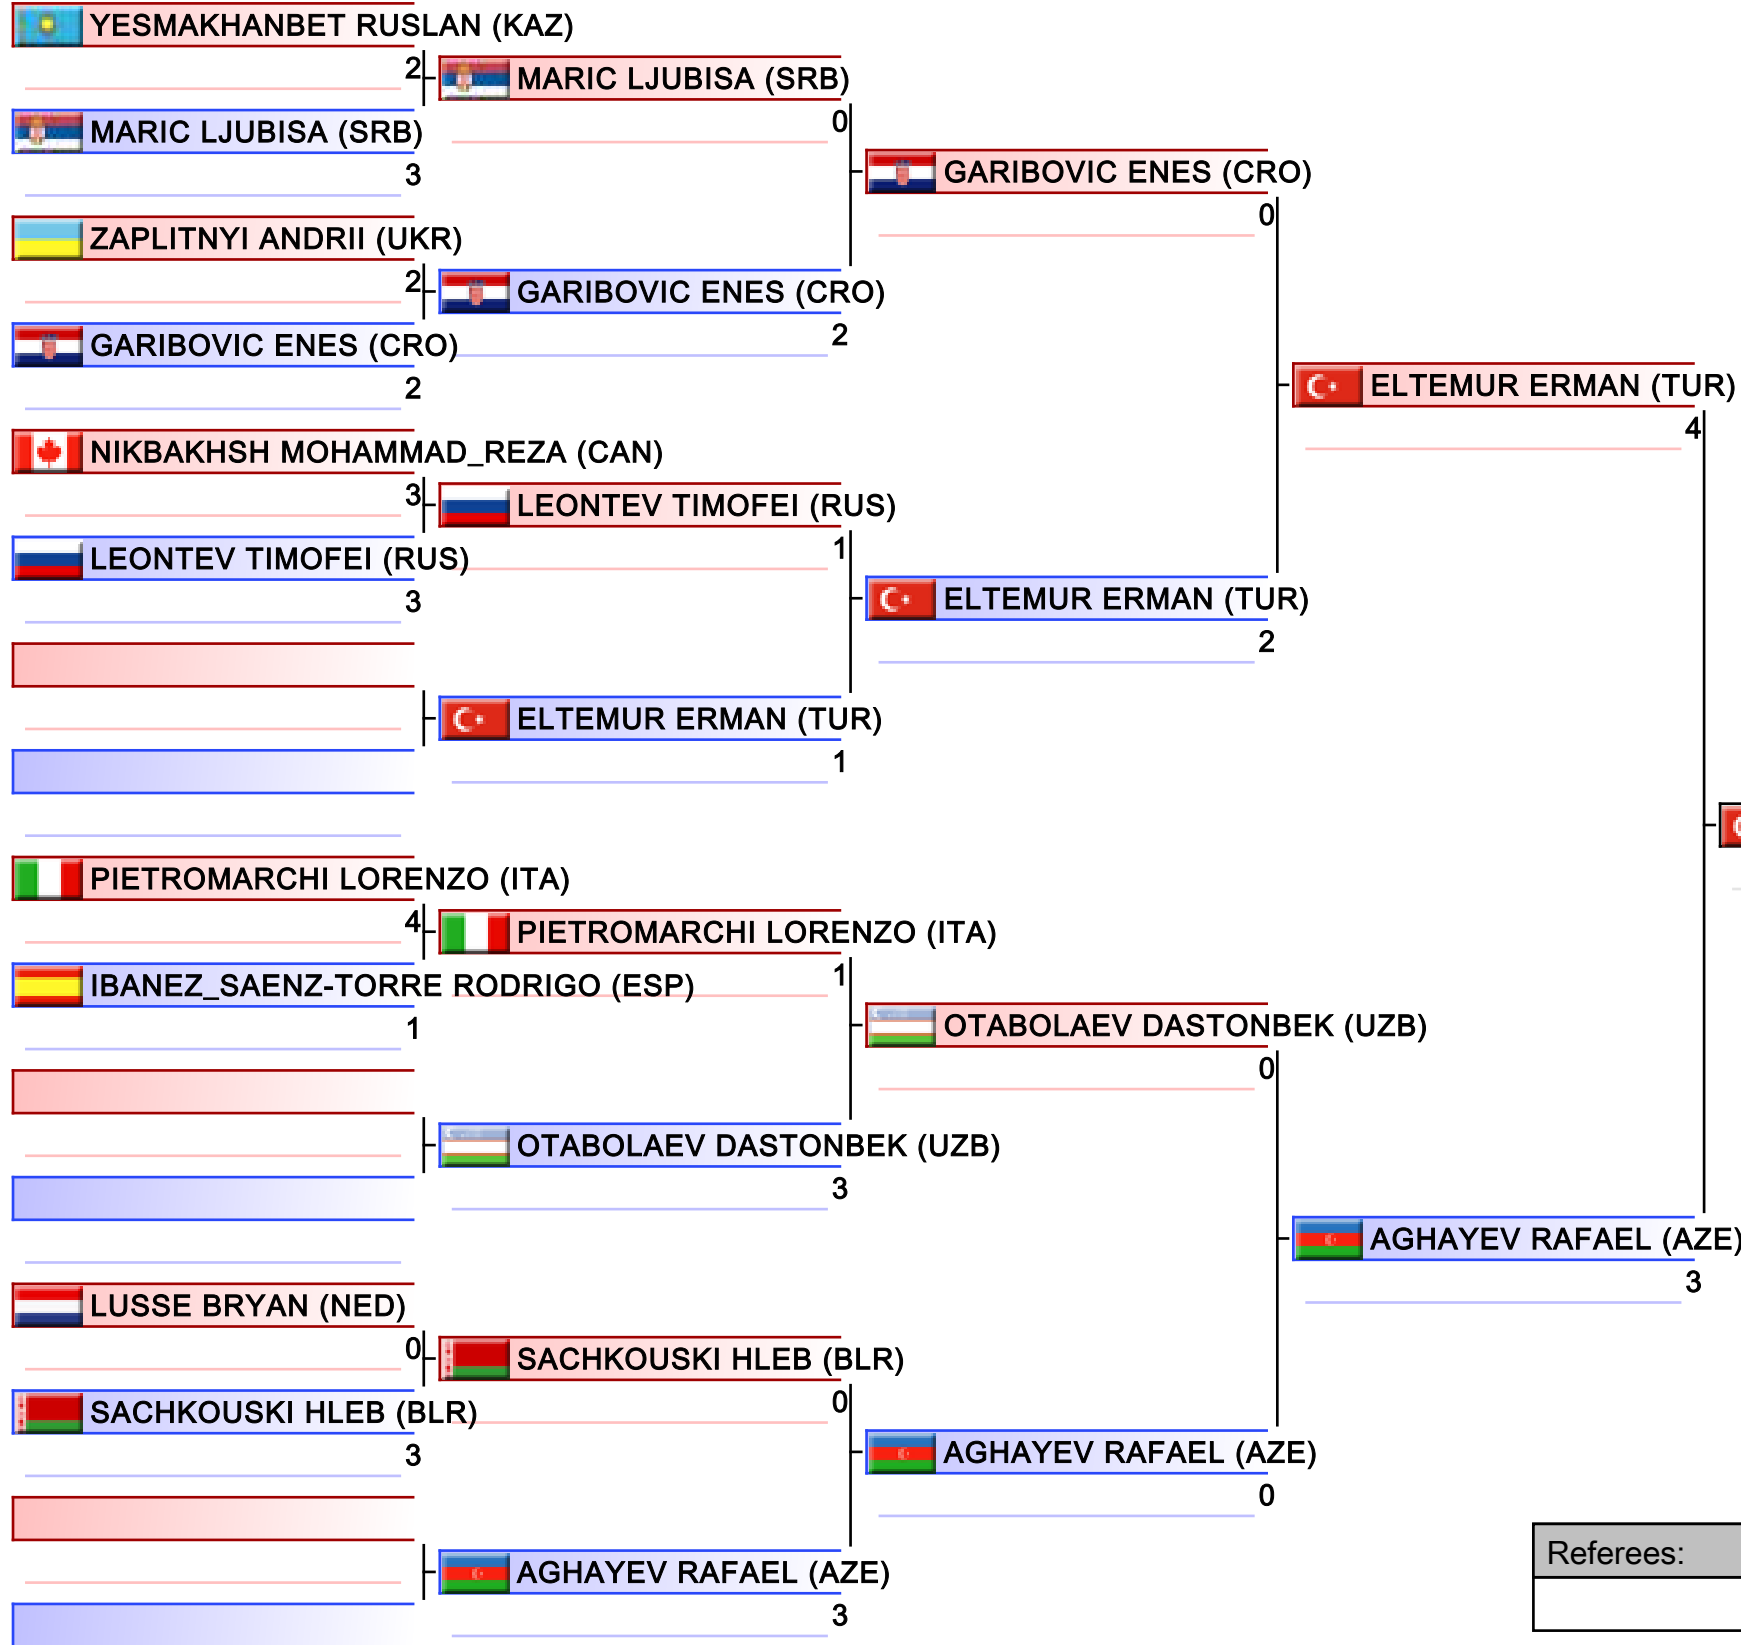 YESMAKHANBET RUSLAN (KAZ)
2
MARIC LJUBISA (SRB)
3
ZAPLITNYI ANDRII (UKR)
2
GARIBOVIC ENES (CRO)
2
NIKBAKHSH MOHAMMAD_REZA (CAN)
3
LEONTEV TIMOFEI (RUS)
3
PIETROMARCHI LORENZO (ITA)
4
IBANEZ_SAENZ-TORRE RODRIGO (ESP)
1
LUSSE BRYAN (NED)
0
SACHKOUSKI HLEB (BLR)
3
MARIC LJUBISA (SRB)
0
GARIBOVIC ENES (CRO)
2
LEONTEV TIMOFEI (RUS)
1
ELTEMUR ERMAN (TUR)
1
PIETROMARCHI LORENZO (ITA)
1
OTABOLAEV DASTONBEK (UZB)
3
SACHKOUSKI HLEB (BLR)
0
AGHAYEV RAFAEL (AZE)
3
GARIBOVIC ENES (CRO)
0
ELTEMUR ERMAN (TUR)
2
OTABOLAEV DASTONBEK (UZB)
0
AGHAYEV RAFAEL (AZE)
0
ELTEMUR ERMAN (TUR)
4
AGHAYEV RAFAEL (AZE)
3
Referees: